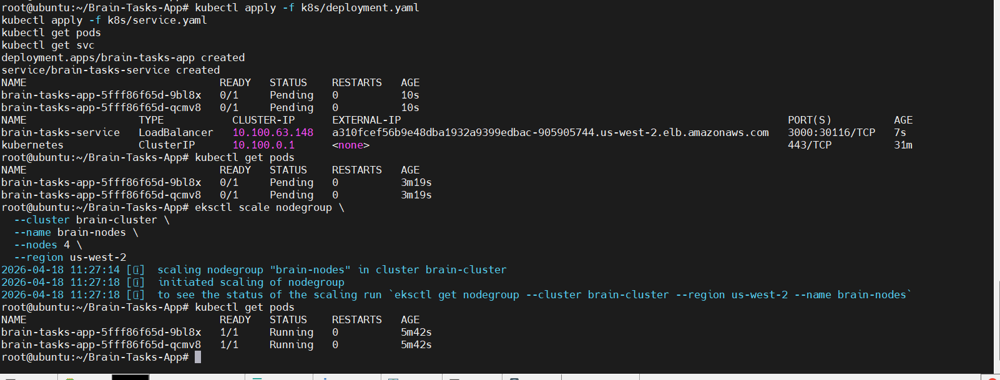 root@ubuntu:~/Brain-Tasks-App# kubectl apply -f k8s/deployment.yaml
kubectl apply -f k8s/service.yaml
kubectl get pods
kubectl get svc
deployment.apps/brain-tasks-app created
service/brain-tasks-service created
NAME READY STATUS RESTARTS AGE
brain-tasks-app-5fff86f65d-9bl8x 0/1 Pending 0 10s
brain-tasks-app-5fff86f65d-qcmv8 0/1 Pending 0 10s
NAME TYPE CLUSTER-IP EXTERNAL-IP PORT(S) AGE
brain-tasks-service LoadBalancer 10.100.63.148 a310fcef56b9e48dba1932a9399edbac-905905744.us-west-2.elb.amazonaws.com 3000:30116/TCP 7s
kubernetes ClusterIP 10.100.0.1 <none> 443/TCP 31m
root@ubuntu:~/Brain-Tasks-App# kubectl get pods
NAME READY STATUS RESTARTS AGE
brain-tasks-app-5fff86f65d-9bl8x 0/1 Pending 0 3m19s
brain-tasks-app-5fff86f65d-qcmv8 0/1 Pending 0 3m19s
root@ubuntu:~/Brain-Tasks-App# eksctl scale nodegroup \
--cluster brain-cluster \
--name brain-nodes \
--nodes 4 \
--region us-west-2
2026-04-18 11:27:14 [ℹ] scaling nodegroup "brain-nodes" in cluster brain-cluster
2026-04-18 11:27:18 [ℹ] initiated scaling of nodegroup
2026-04-18 11:27:18 [ℹ] to see the status of the scaling run `eksctl get nodegroup --cluster brain-cluster --region us-west-2 --name brain-nodes`
root@ubuntu:~/Brain-Tasks-App# kubectl get pods
NAME READY STATUS RESTARTS AGE
brain-tasks-app-5fff86f65d-9bl8x 1/1 Running 0 5m42s
brain-tasks-app-5fff86f65d-qcmv8 1/1 Running 0 5m42s
root@ubuntu:~/Brain-Tasks-App#